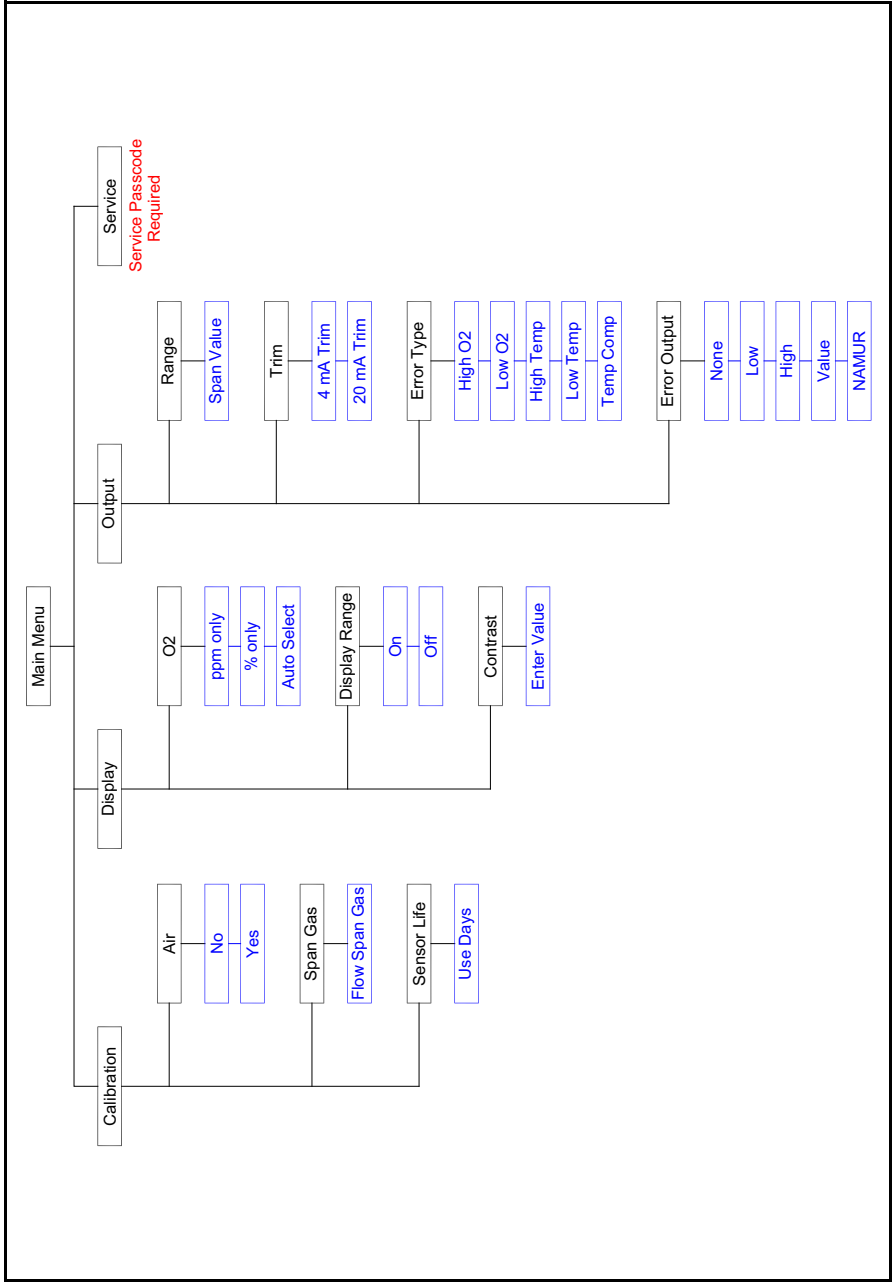 Main Menu
Calibration
Air
No
Yes
Span Gas
Flow Span Gas
Sensor Life
Use Days
Display
O2
ppm only
% only
Auto Select
Display Range
On
Off
Contrast
Enter Value
Output
Range
Span Value
Trim
4 mA Trim
20 mA Trim
Error Type
High O2
Low O2
High Temp
Low Temp
Temp Comp
Error Output
None
Low
High
Value
NAMUR
Service
Service Passcode
Required